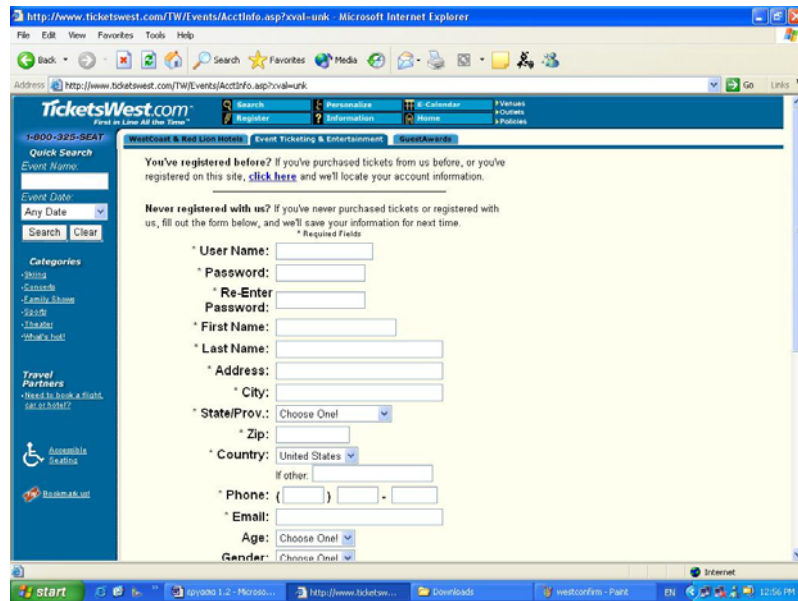 http://www.ticketswest.com/TW/Events/AcctInfo.asp?xval=unk - Microsoft Internet Explorer
File Edit View Favorites Tools Help
Back Search Favorites Media
Address http://www.ticketswest.com/TW/Events/AcctInfo.asp?xval=unk Go Links
TicketsWest.com
First in Line All the Time™
Search Personalize E-Calendar Venues
Register Information Home Outlets
Policies
1-800-325-SEAT
WestCoast & Red Lion Hotels Event Ticketing & Entertainment GuestAwards
Quick Search
Event Name:
Event Date:
Any Date
Search Clear
Categories
Skiing
Concerts
Family Shows
Sports
Theater
What's hot!
Travel
Partners
Need to book a flight,
car or hotel?
Accessible
Seating
Bookmark us!
You've registered before? If you've purchased tickets from us before, or you've
registered on this site, click here and we'll locate your account information.
Never registered with us? If you've never purchased tickets or registered with
us, fill out the form below, and we'll save your information for next time.
* Required Fields
* User Name:
* Password:
* Re-Enter
Password:
* First Name:
* Last Name:
* Address:
* City:
* State/Prov.: Choose One!
* Zip:
* Country: United States
If other:
* Phone: ( ) -
* Email:
Age: Choose One!
Gender: Choose One!
Internet
start http://www.ticketsw... Downloads westconfirm - Paint EN 12:56 PM